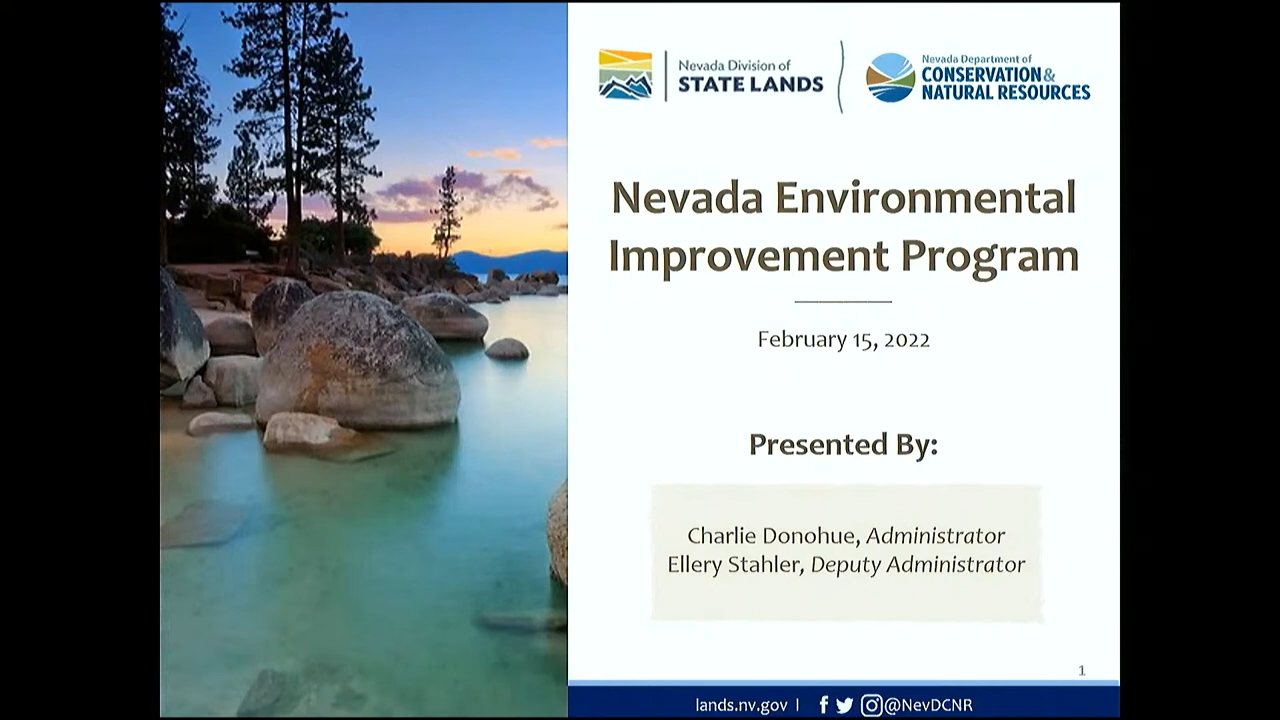 Nevada Division of
STATE LANDS
Nevada Department of
CONSERVATION &
NATURAL RESOURCES
Nevada Environmental
Improvement Program
February 15, 2022
Presented By:
Charlie Donohue, Administrator
Ellery Stahler, Deputy Administrator
1
lands.nv.gov | @NevDCNR